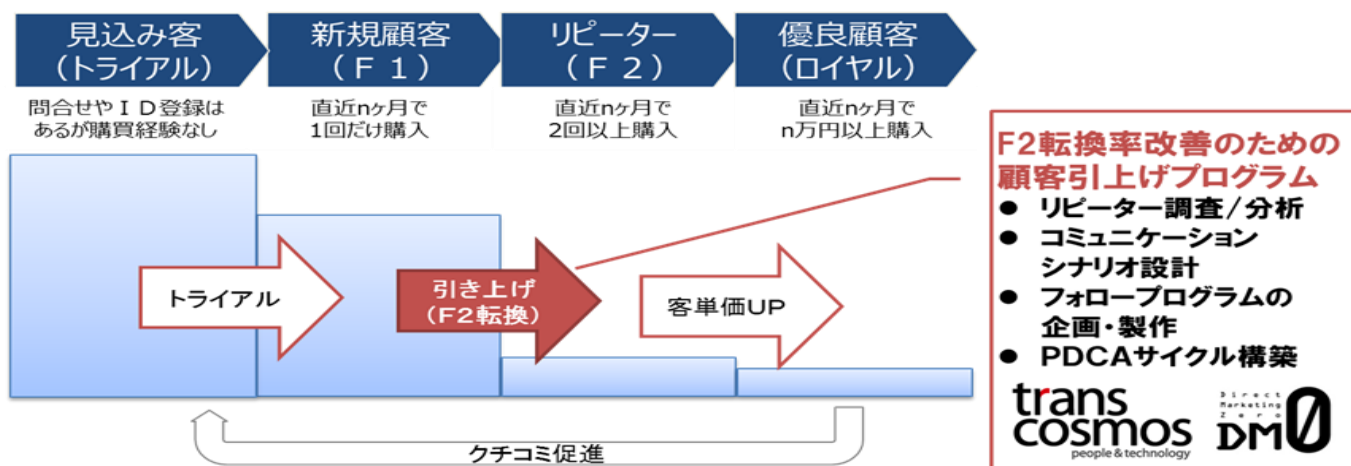 見込み客
（トライアル）
新規顧客
（Ｆ１）
リピーター
（Ｆ２）
優良顧客
（ロイヤル）
問合せやＩＤ登録は
あるが購買経験なし
直近nヶ月で
1回だけ購入
直近nヶ月で
2回以上購入
直近nヶ月で
n万円以上購入
トライアル
引き上げ
（F2転換）
客単価UP
クチコミ促進
F2転換率改善のための
顧客引上げプログラム
● リピーター調査/分析
● コミュニケーション
シナリオ設計
● フォロープログラムの
企画・製作
● PDCAサイクル構築
trans
cosmos
people & technology
Direct
Marketing
Zero
DM0